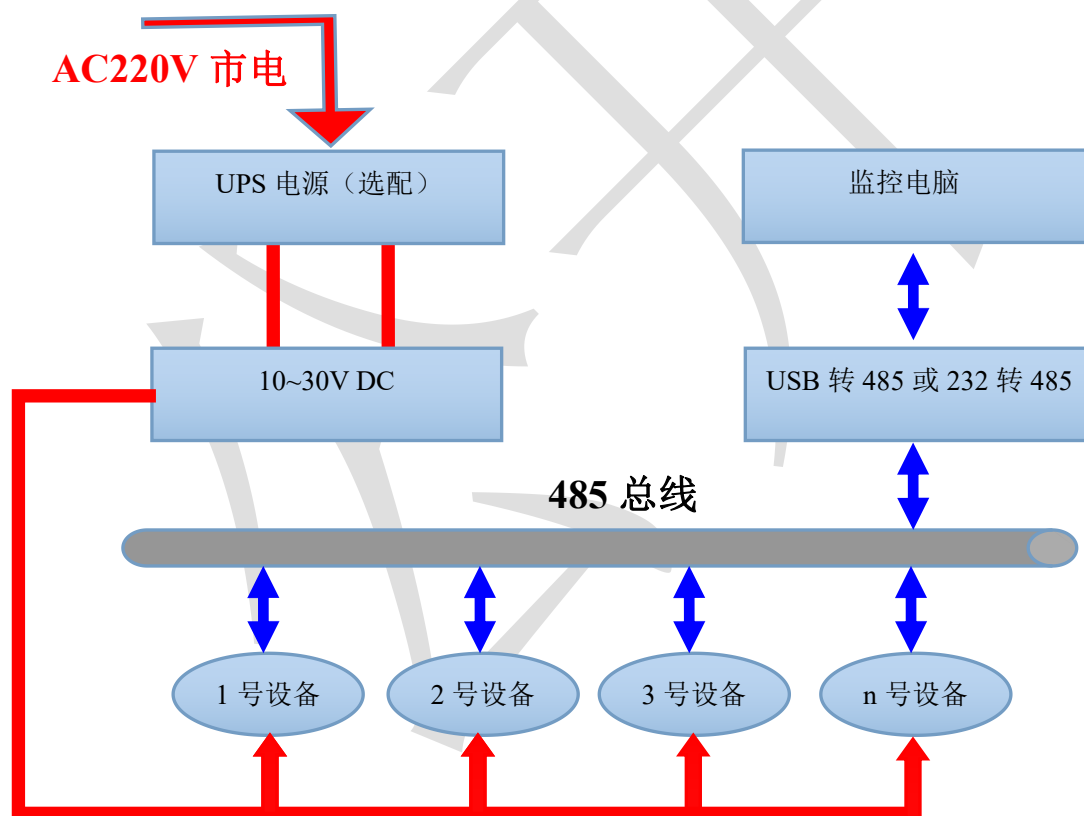 AC220V 市电
UPS 电源（选配）
监控电脑
10~30V DC
USB 转 485 或 232 转 485
485 总线
1 号设备
2 号设备
3 号设备
n 号设备